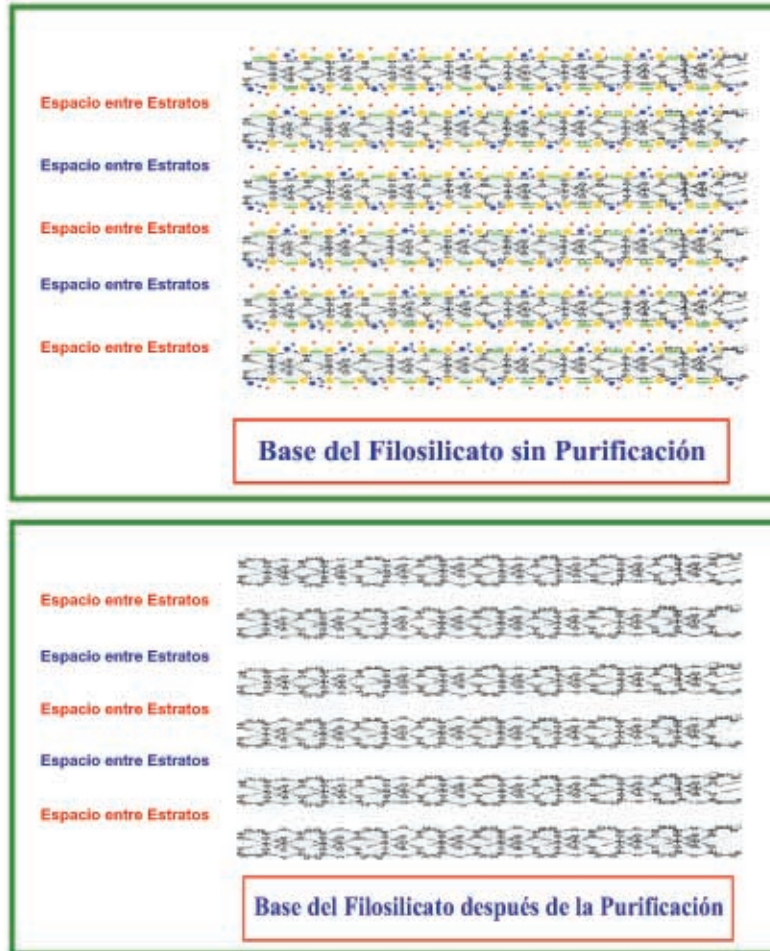 Espacio entre Estratos
Espacio entre Estratos
Espacio entre Estratos
Espacio entre Estratos
Espacio entre Estratos
Base del Filosilicato sin Purificación
Espacio entre Estratos
Espacio entre Estratos
Espacio entre Estratos
Espacio entre Estratos
Espacio entre Estratos
Base del Filosilicato después de la Purificación